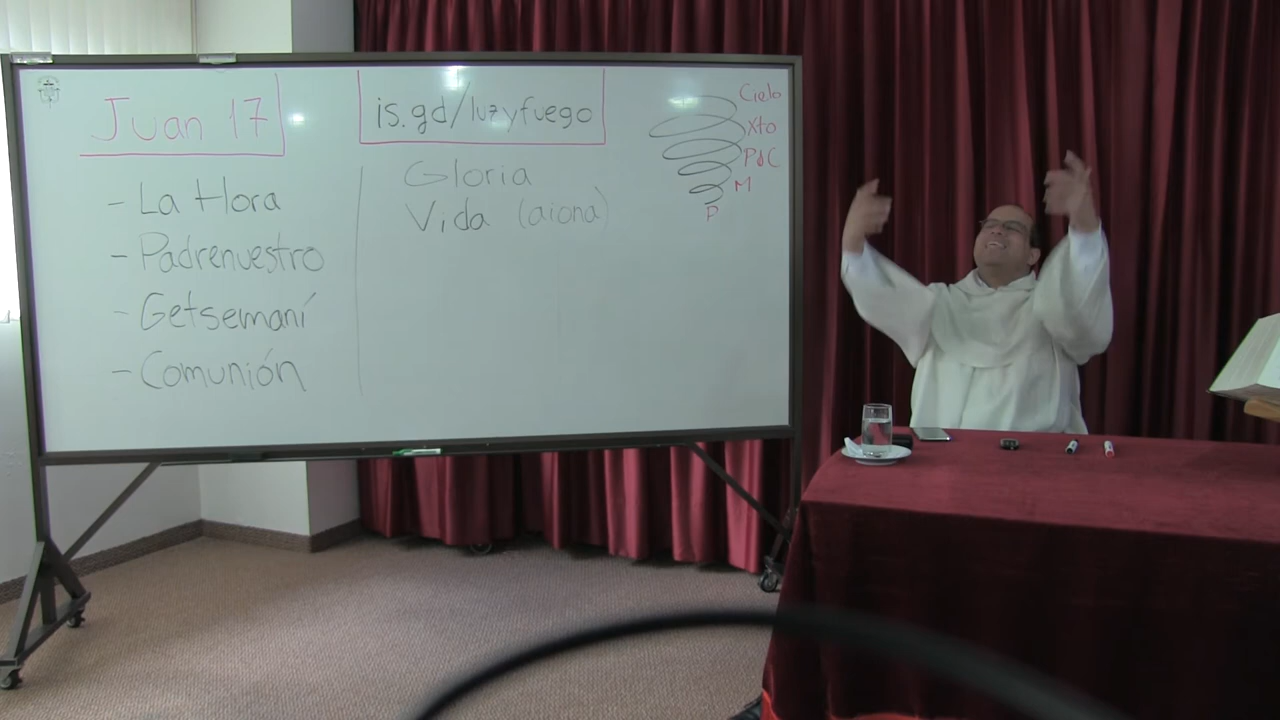 Juan 17
- La Hora
- Padrenuestro
- Getsemaní
- Comunión
is.gd/luzyfuego
Gloria
Vida (aiona)
Cielo
Xto
PdC
M
P